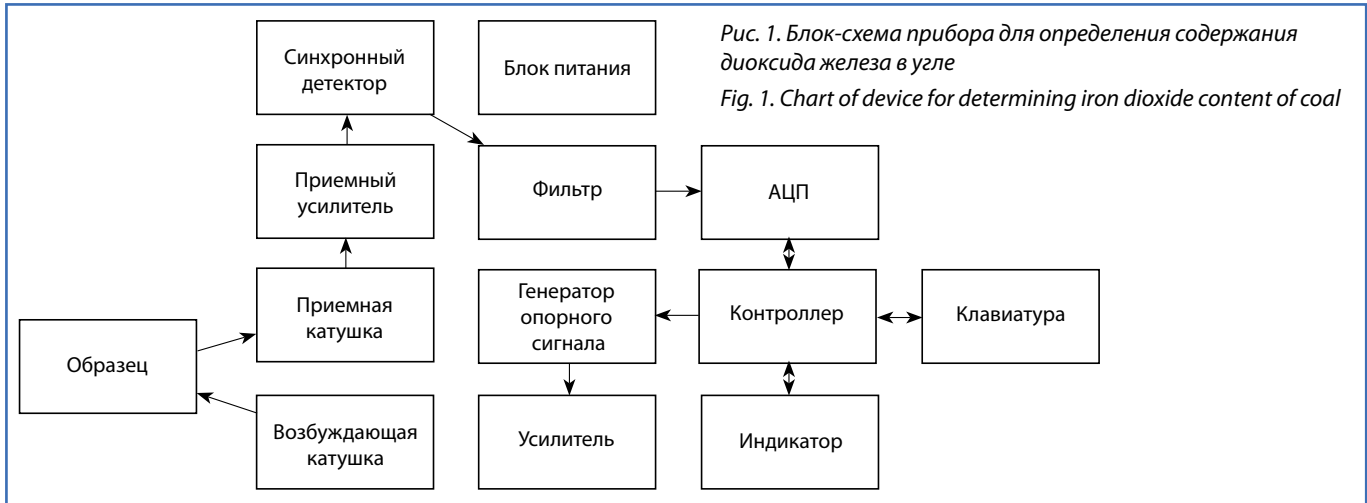 Рис. 1. Блок-схема прибора для определения содержания
диоксида железа в угле
Fig. 1. Chart of device for determining iron dioxide content of coal
Синхронный
детектор
Блок питания
Приемный
усилитель
Фильтр
АЦП
Приемная
катушка
Генератор
опорного
сигнала
Контроллер
Клавиатура
Образец
Возбуждающая
катушка
Усилитель
Индикатор